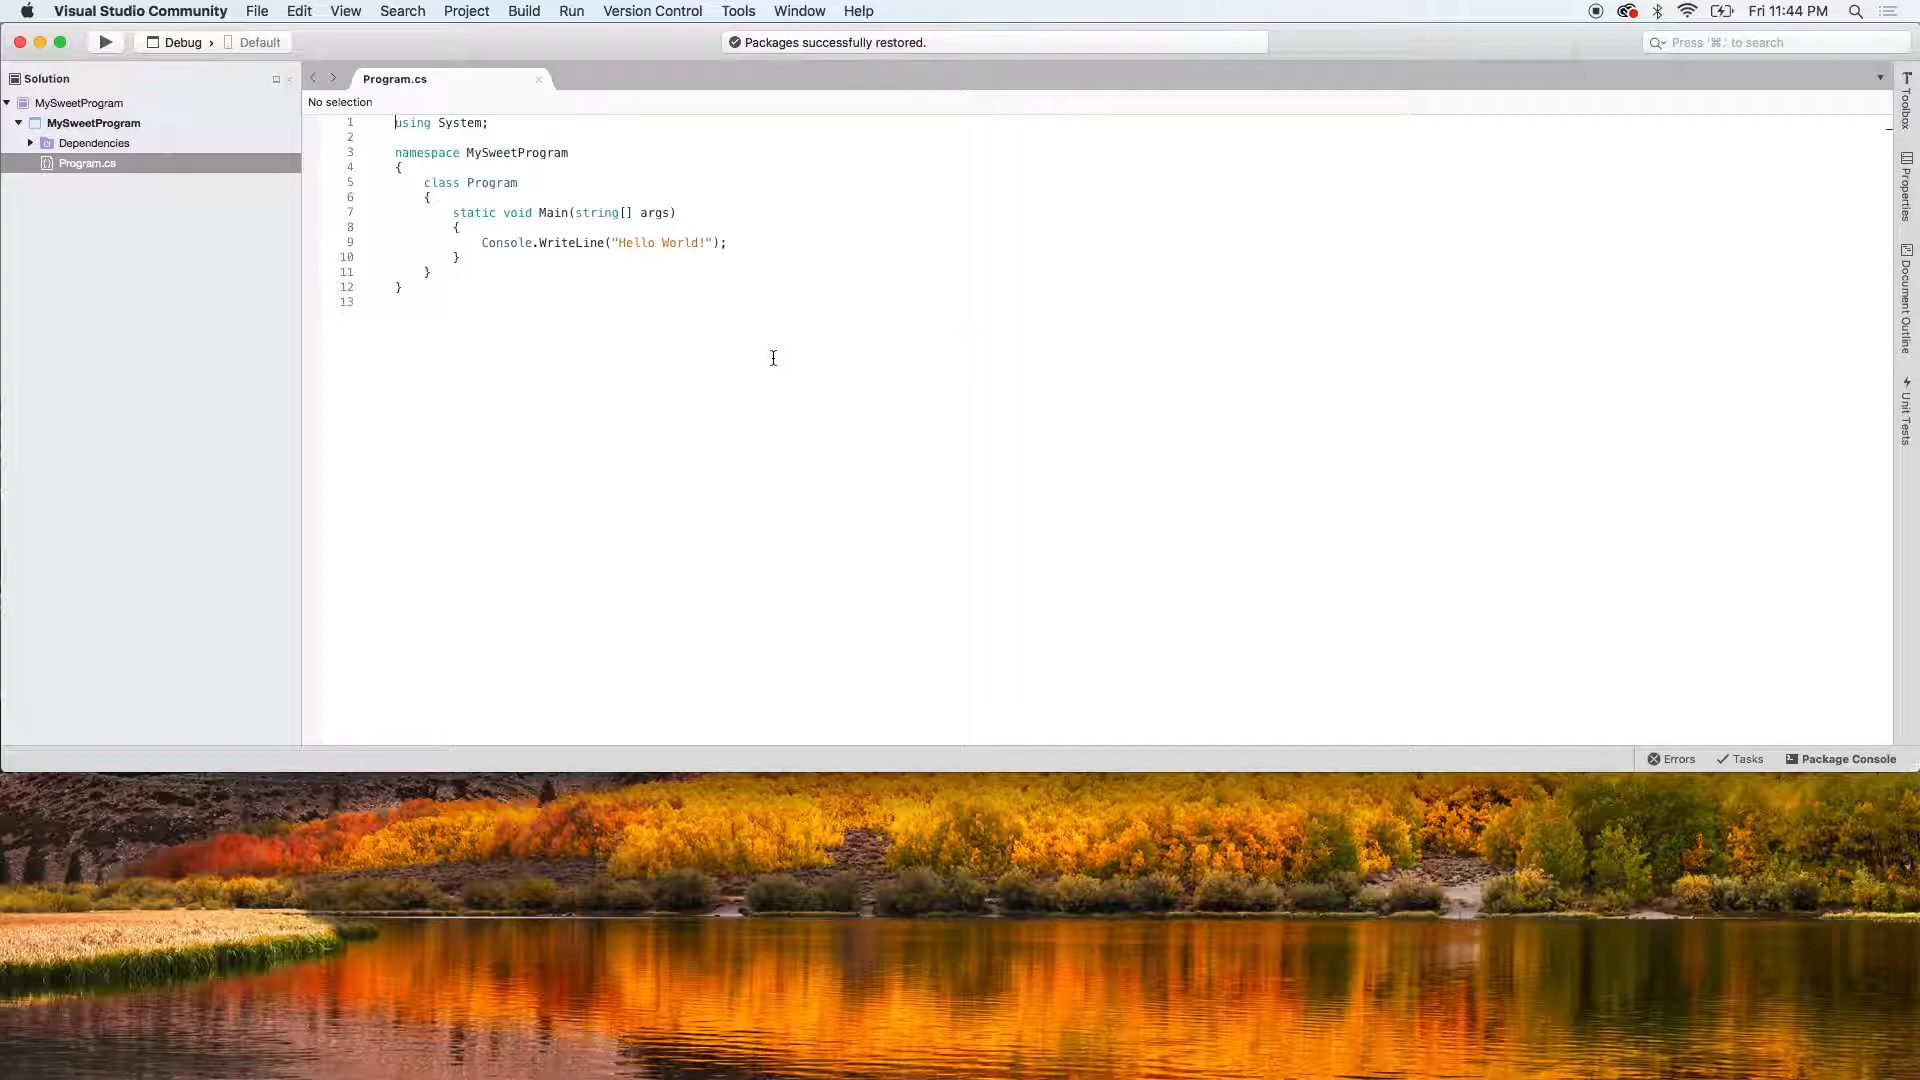 Visual Studio Community File Edit View Search Project Build Run Version Control Tools Window Help Fri 11:44 PM
Debug › Default Packages successfully restored. Press '⌘.' to search
Solution
MySweetProgram
MySweetProgram
Dependencies
Program.cs
Program.cs
No selection
1 using System;
2
3 namespace MySweetProgram
4 {
5 class Program
6 {
7 static void Main(string[] args)
8 {
9 Console.WriteLine("Hello World!");
10 }
11 }
12 }
13
Toolbox
Properties
Document Outline
Unit Tests
Errors Tasks Package Console